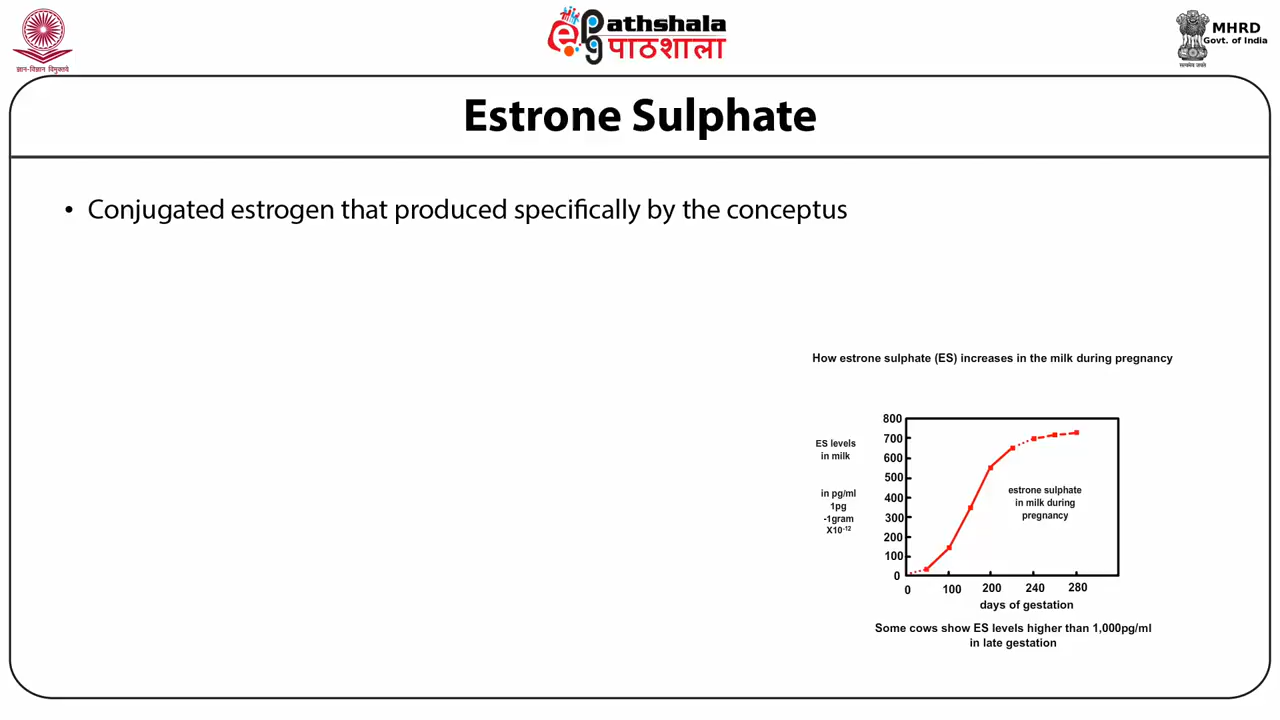 ज्ञान-विज्ञान विमुक्तये
ePathshala
पाठशाला
MHRD
Govt. of India
सत्यमेव जयते
Estrone Sulphate
• Conjugated estrogen that produced specifically by the conceptus
How estrone sulphate (ES) increases in the milk during pregnancy
ES levels
in milk
in pg/ml
1pg
-1gram
X10-12
800
700
600
500
400
300
200
100
0
estrone sulphate
in milk during
pregnancy
0 100 200 240 280
days of gestation
Some cows show ES levels higher than 1,000pg/ml
in late gestation